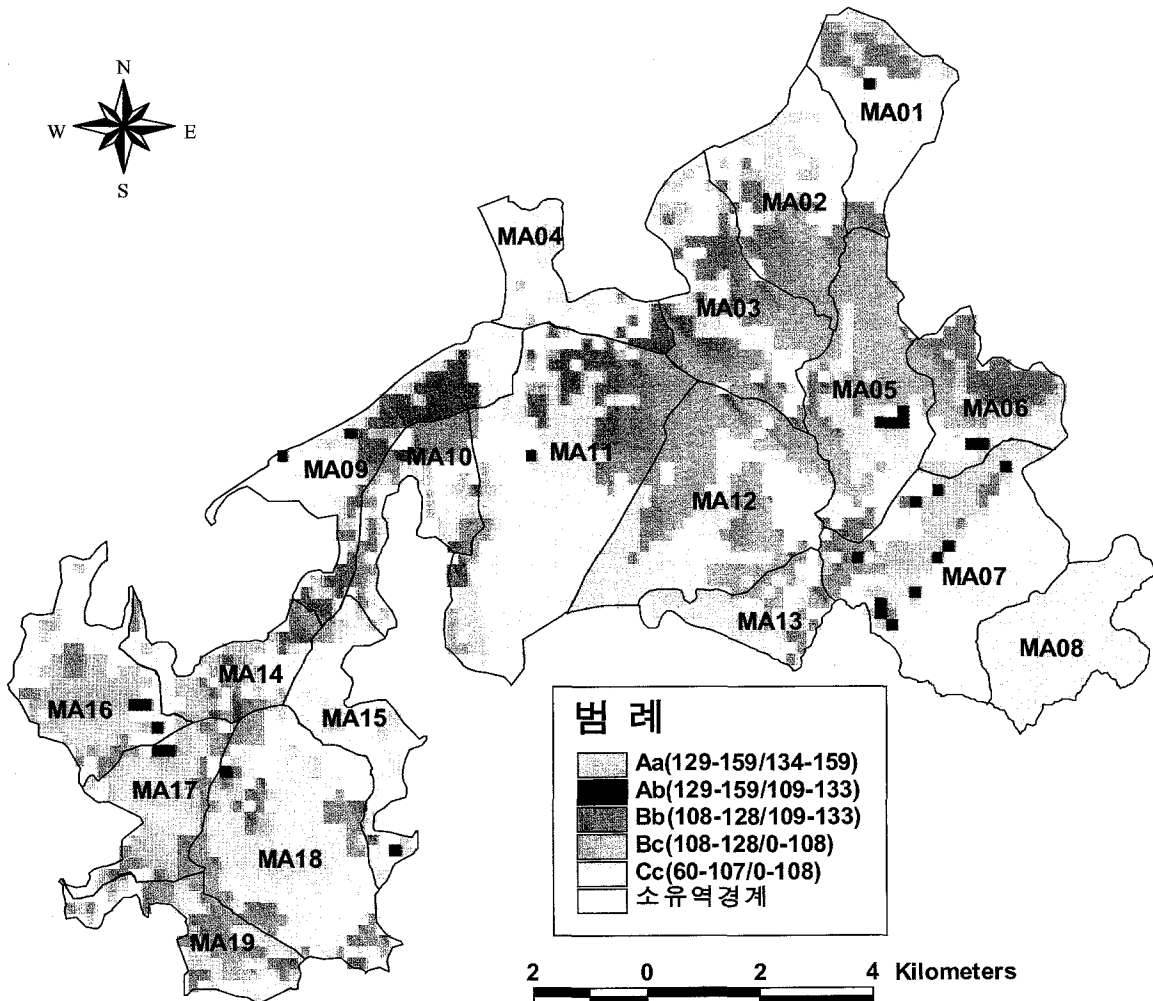 N
W
E
S
MA01
MA02
MA04
MA03
MA05
MA06
MA09
MA10
MA11
MA12
MA07
MA13
MA08
MA14
MA16
MA15
MA17
MA18
MA19
범 례
Aa(129-159/134-159)
Ab(129-159/109-133)
Bb(108-128/109-133)
Bc(108-128/0-108)
Cc(60-107/0-108)
소유역경계
2 0 2 4 Kilometers